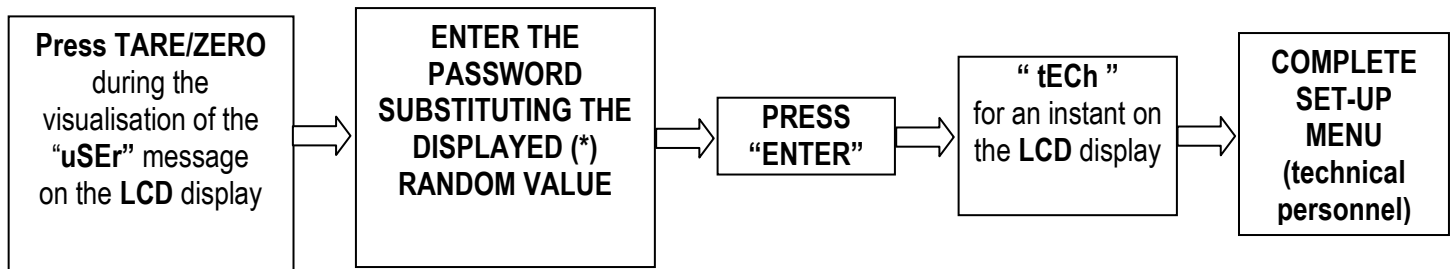 Press TARE/ZERO
during the
visualisation of the
“uSEr” message
on the LCD display
ENTER THE
PASSWORD
SUBSTITUTING THE
DISPLAYED (*)
RANDOM VALUE
PRESS
“ENTER”
“ tECh ”
for an instant on
the LCD display
COMPLETE
SET-UP
MENU
(technical
personnel)